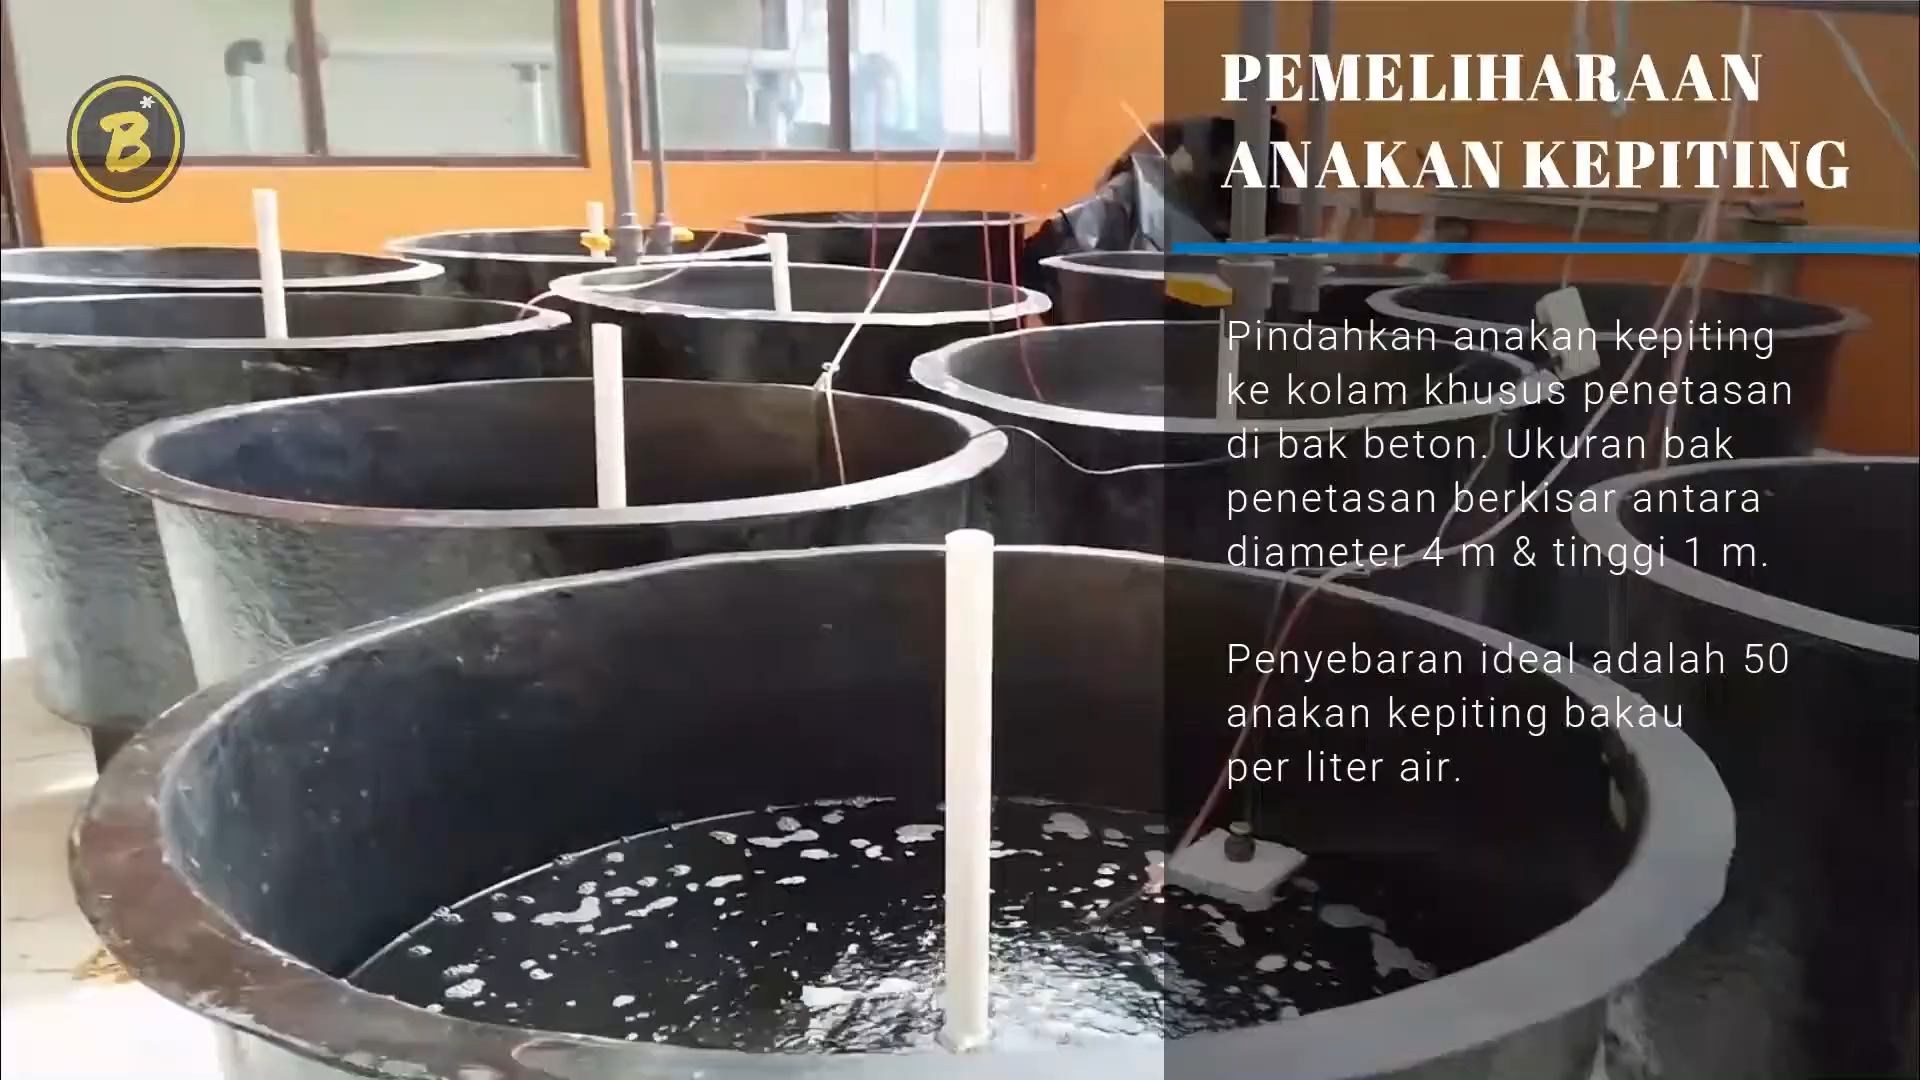 B*
PEMELIHARAAN
ANAKAN KEPITING
Pindahkan anakan kepiting
ke kolam khusus penetasan
di bak beton. Ukuran bak
penetasan berkisar antara
diameter 4 m & tinggi 1 m.
Penyebaran ideal adalah 50
anakan kepiting bakau
per liter air.